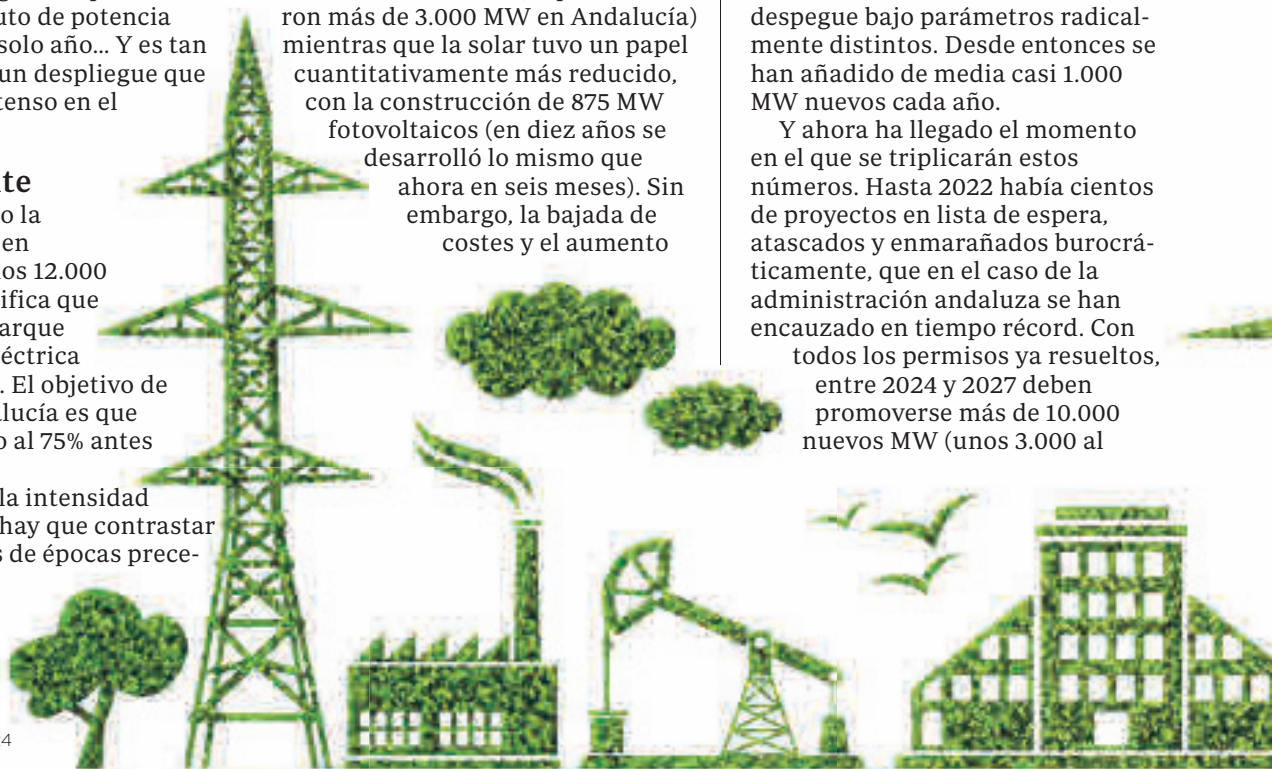 uto de potencia
solo año... Y es tan
un despliegue que
tenso en el
te
o la
en
os 12.000
ifica que
arque
éctrica
. El objetivo de
alucía es que
o al 75% antes
la intensidad
hay que contrastar
s de épocas prece-
ron más de 3.000 MW en Andalucía)
mientras que la solar tuvo un papel
cuantitativamente más reducido,
con la construcción de 875 MW
fotovoltaicos (en diez años se
desarrolló lo mismo que
ahora en seis meses). Sin
embargo, la bajada de
costes y el aumento
despegue bajo parámetros radical-
mente distintos. Desde entonces se
han añadido de media casi 1.000
MW nuevos cada año.
Y ahora ha llegado el momento
en el que se triplicarán estos
números. Hasta 2022 había cientos
de proyectos en lista de espera,
atascados y enmarañados burocrá-
ticamente, que en el caso de la
administración andaluza se han
encauzado en tiempo récord. Con
todos los permisos ya resueltos,
entre 2024 y 2027 deben
promoverse más de 10.000
nuevos MW (unos 3.000 al
4